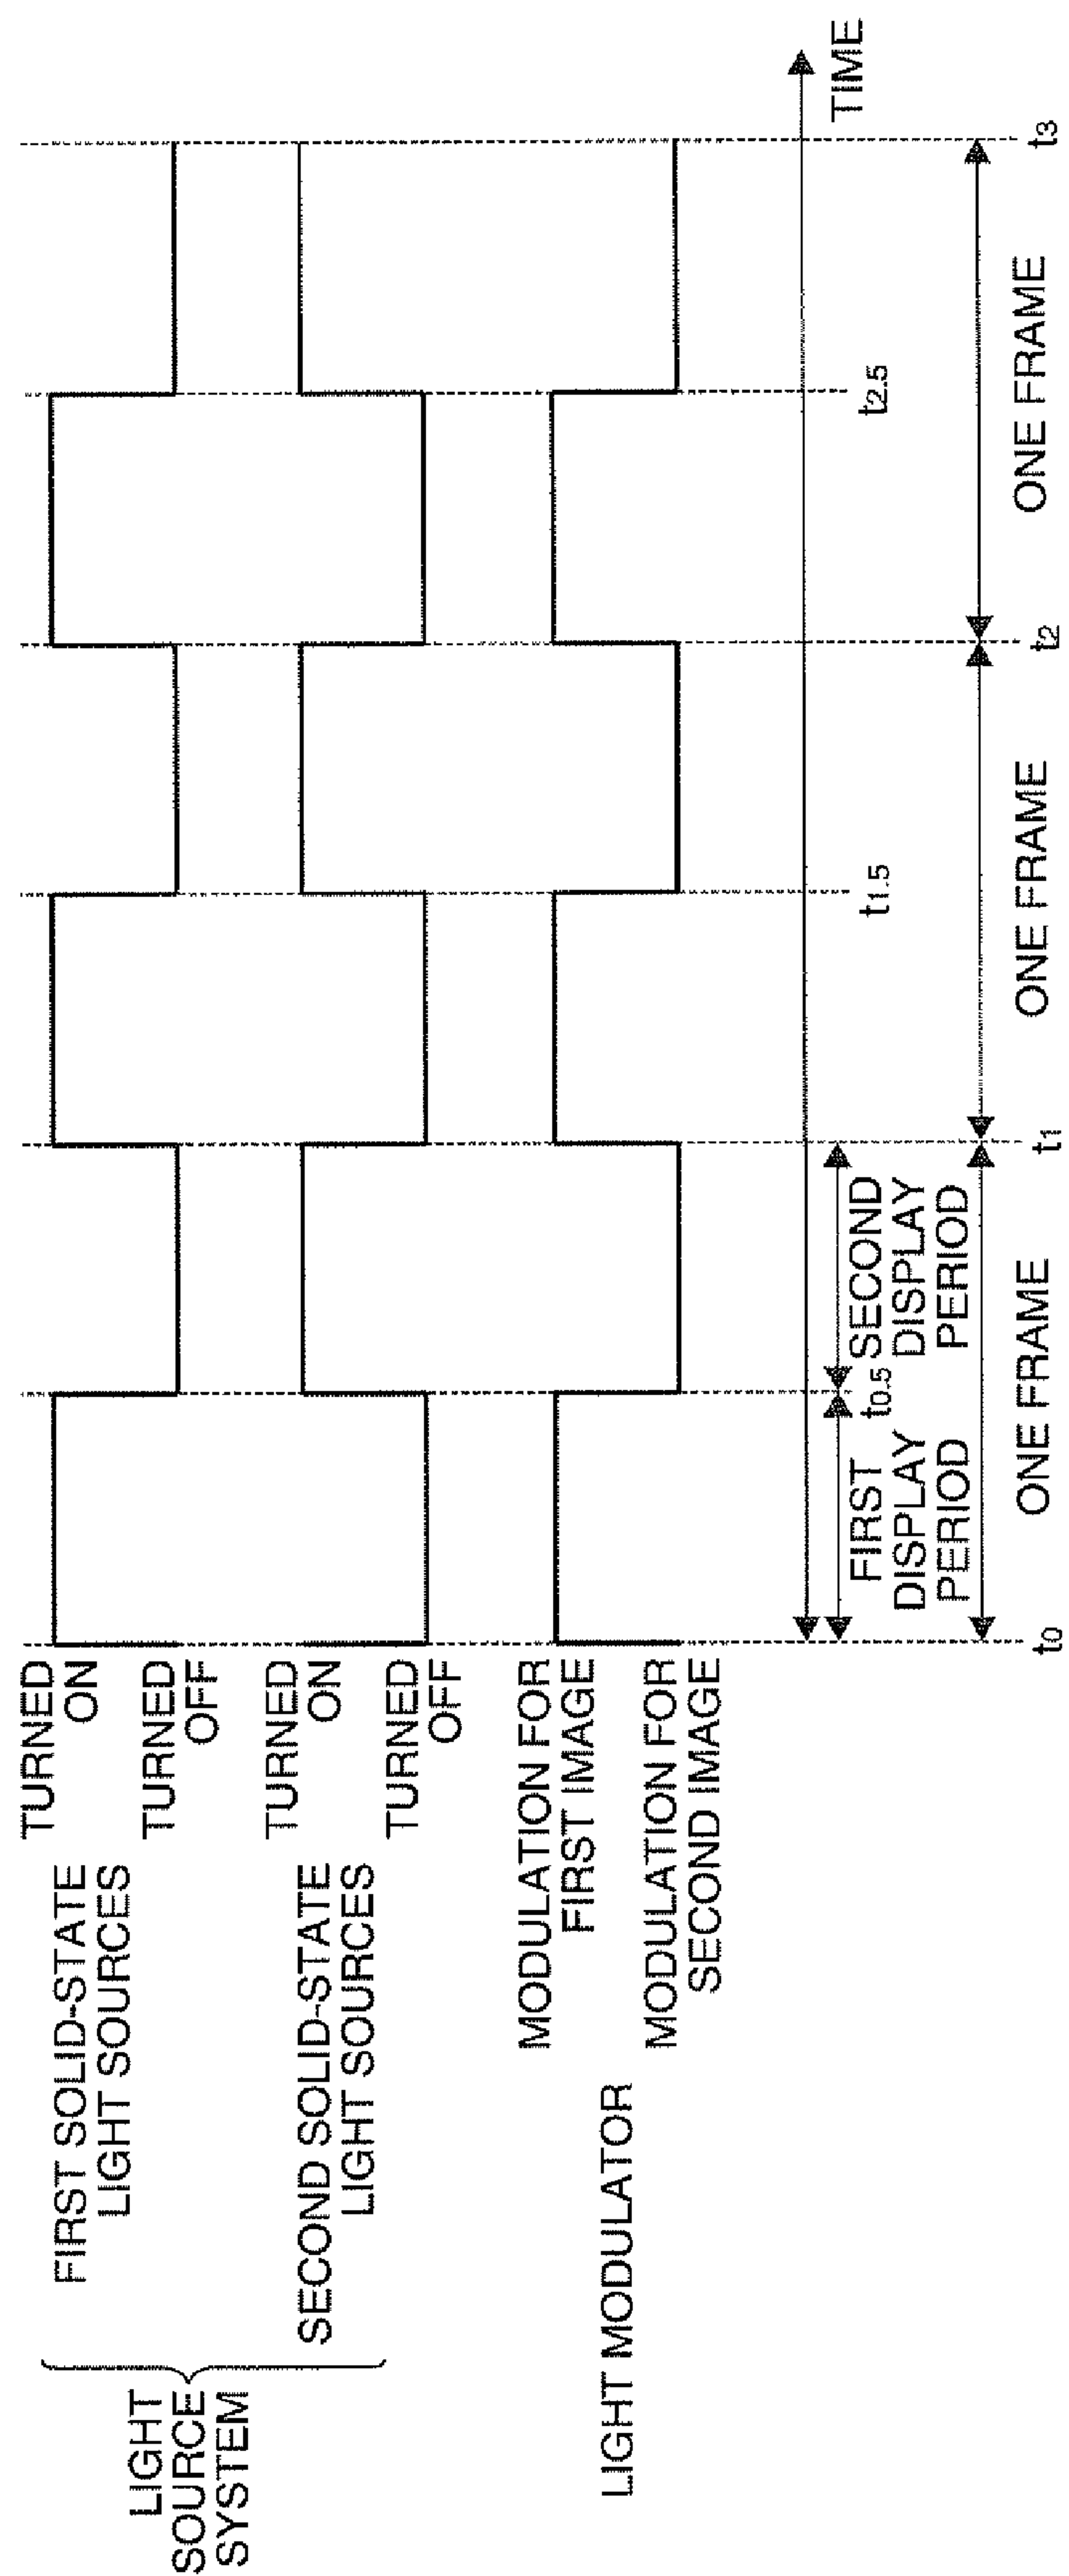 LIGHT
SOURCE
SYSTEM
FIRST SOLID-STATE
LIGHT SOURCES
TURNED
ON
TURNED
OFF
SECOND SOLID-STATE
LIGHT SOURCES
TURNED
ON
TURNED
OFF
LIGHT MODULATOR
MODULATION FOR
FIRST IMAGE
MODULATION FOR
SECOND IMAGE
TIME
FIRST
DISPLAY
PERIOD
t0.5
SECOND
DISPLAY
PERIOD
t1.5
t2.5
ONE FRAME
ONE FRAME
ONE FRAME
t0
t1
t2
t3